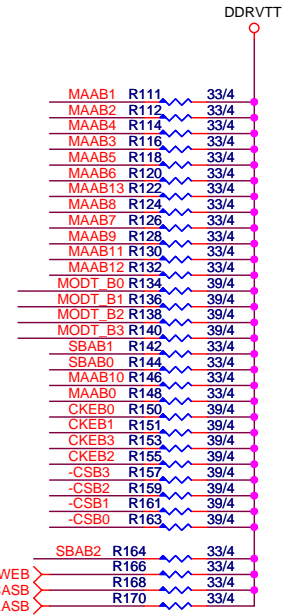 DDRVTT
MAAB1 R111 33/4
MAAB2 R112 33/4
MAAB4 R114 33/4
MAAB3 R116 33/4
MAAB5 R118 33/4
MAAB6 R120 33/4
MAAB13 R122 33/4
MAAB8 R124 33/4
MAAB7 R126 33/4
MAAB9 R128 33/4
MAAB11 R130 33/4
MAAB12 R132 33/4
MODT_B0 R134 39/4
MODT_B1 R136 39/4
MODT_B2 R138 39/4
MODT_B3 R140 39/4
SBAB1 R142 33/4
SBAB0 R144 33/4
MAAB10 R146 33/4
MAAB0 R148 33/4
CKEB0 R150 39/4
CKEB1 R151 39/4
CKEB3 R153 39/4
CKEB2 R155 39/4
-CSB3 R157 39/4
-CSB2 R159 39/4
-CSB1 R161 39/4
-CSB0 R163 39/4
SBAB2 R164 33/4
WEB R166 33/4
CASB R168 33/4
ASB R170 33/4